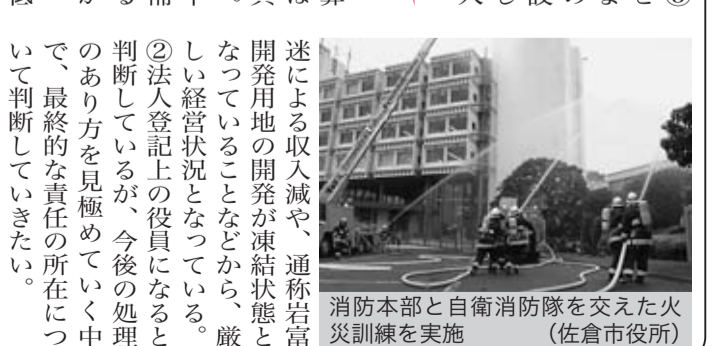 迷による収入減や、通称岩富
開発用地の開発が凍結状態と
なっていることなどから、厳
しい経営状況となっている。
②法人登記上の役員になると
判断しているが、今後の処理
のあり方を見極めていく中
で、最終的な責任の所在につ
いて判断していきたい。
消防本部と自衛消防隊を交えた火
災訓練を実施　（佐倉市役所）